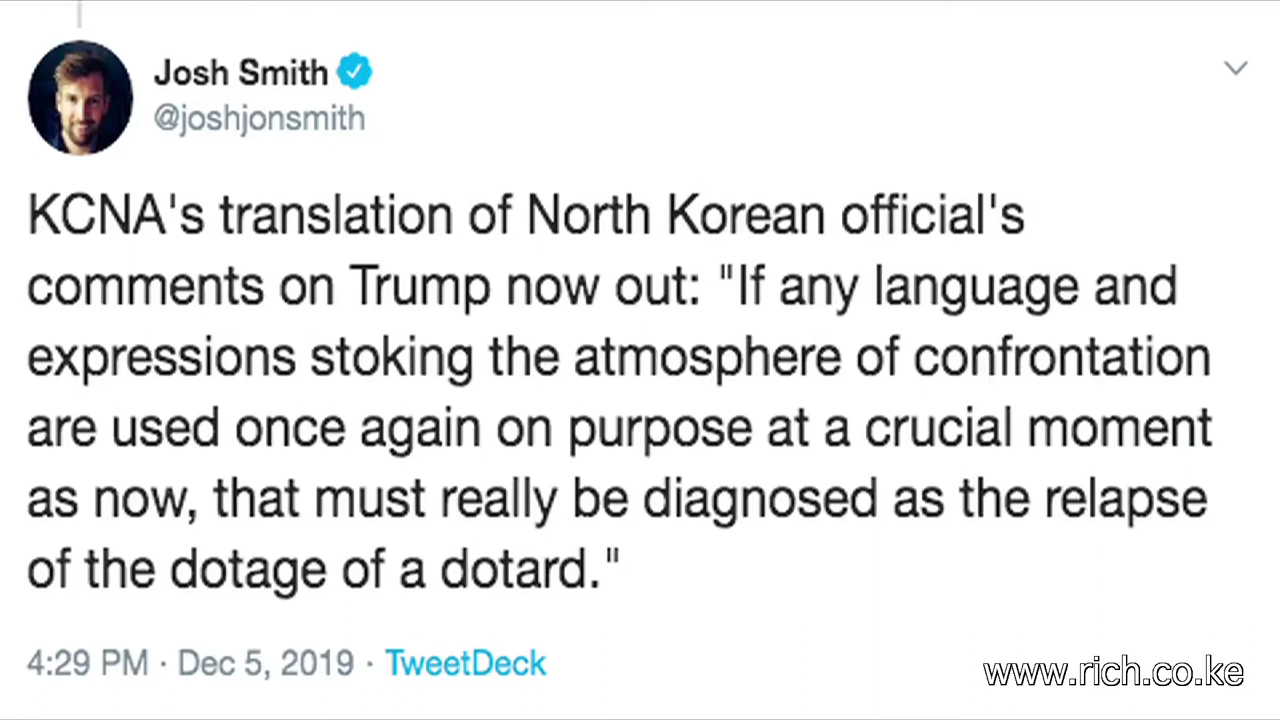 Josh Smith
@joshjonsmith
KCNA's translation of North Korean official's
comments on Trump now out: "If any language and
expressions stoking the atmosphere of confrontation
are used once again on purpose at a crucial moment
as now, that must really be diagnosed as the relapse
of the dotage of a dotard."
4:29 PM · Dec 5, 2019 · TweetDeck
www.rich.co.ke